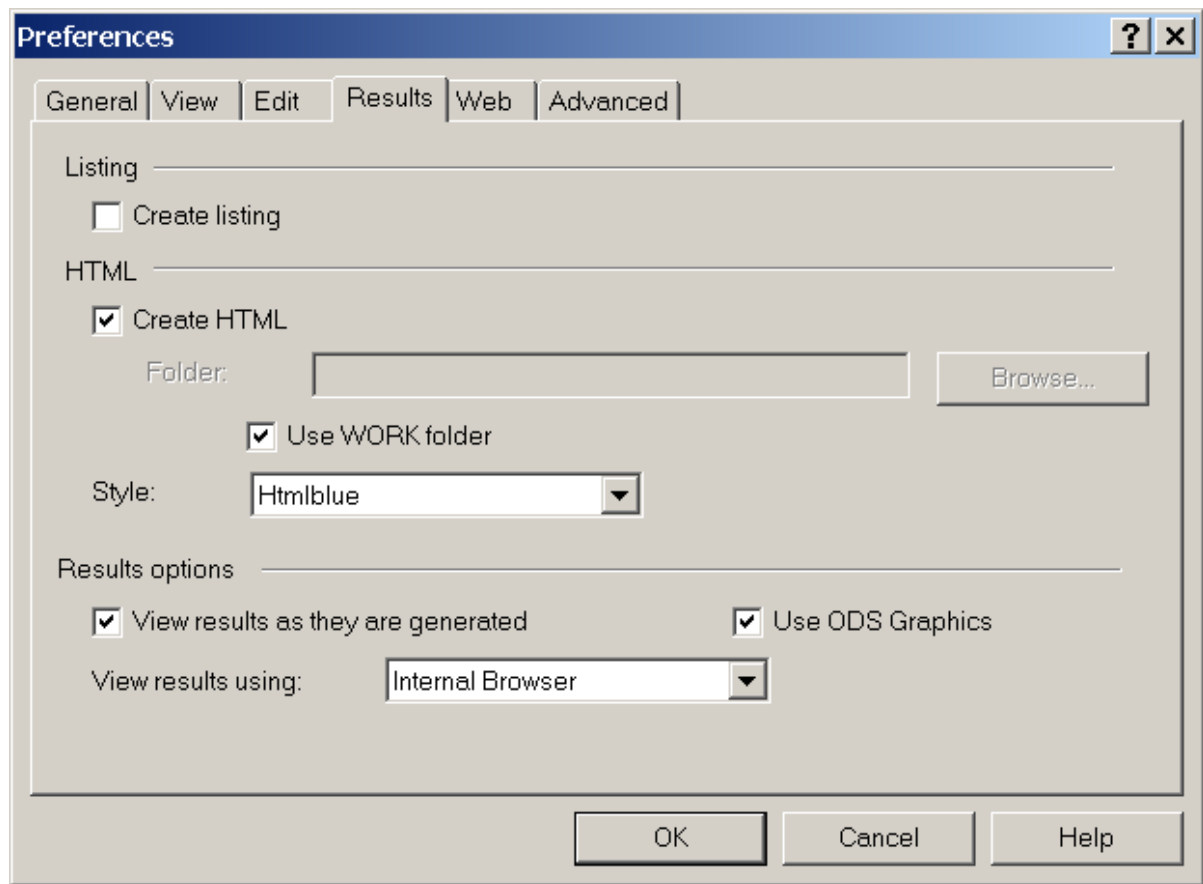 Preferences
General View Edit Results Web Advanced
Listing
Create listing
HTML
Create HTML
Folder: Browse...
Use WORK folder
Style: Htmlblue
Results options
View results as they are generated Use ODS Graphics
View results using: Internal Browser
OK Cancel Help